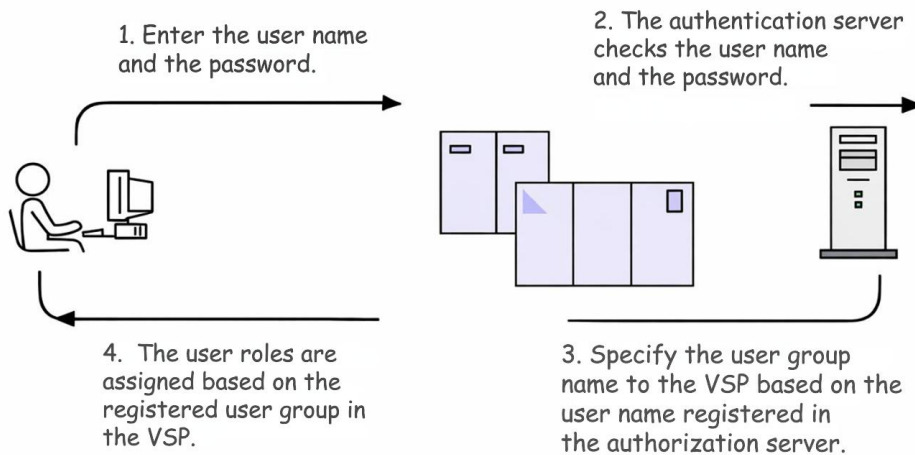 1. Enter the user name
and the password.
2. The authentication server
checks the user name
and the password.
4. The user roles are
assigned based on the
registered user group in
the VSP.
3. Specify the user group
name to the VSP based on the
user name registered in
the authorization server.